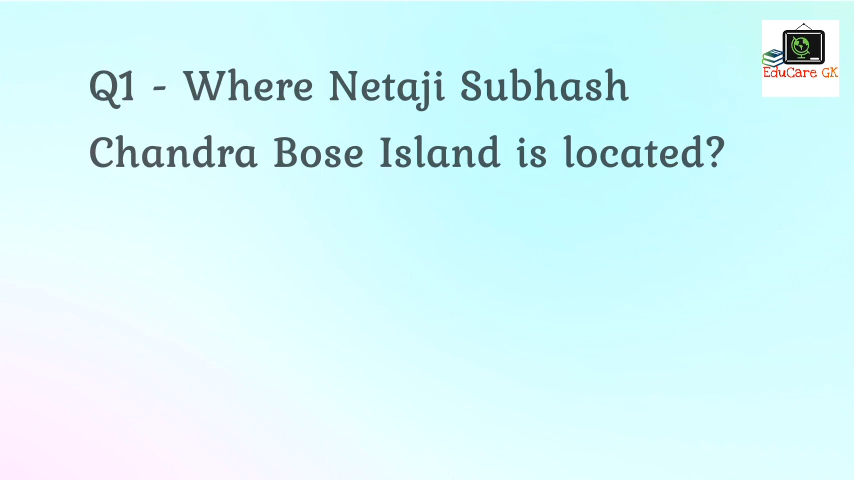 EduCare GK
Q1 - Where Netaji Subhash
Chandra Bose Island is located?